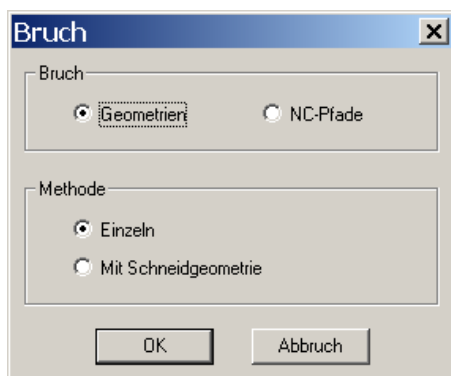 Bruch
Bruch
Geometrien NC-Pfade
Methode
Einzeln
Mit Schneidgeometrie
OK Abbruch